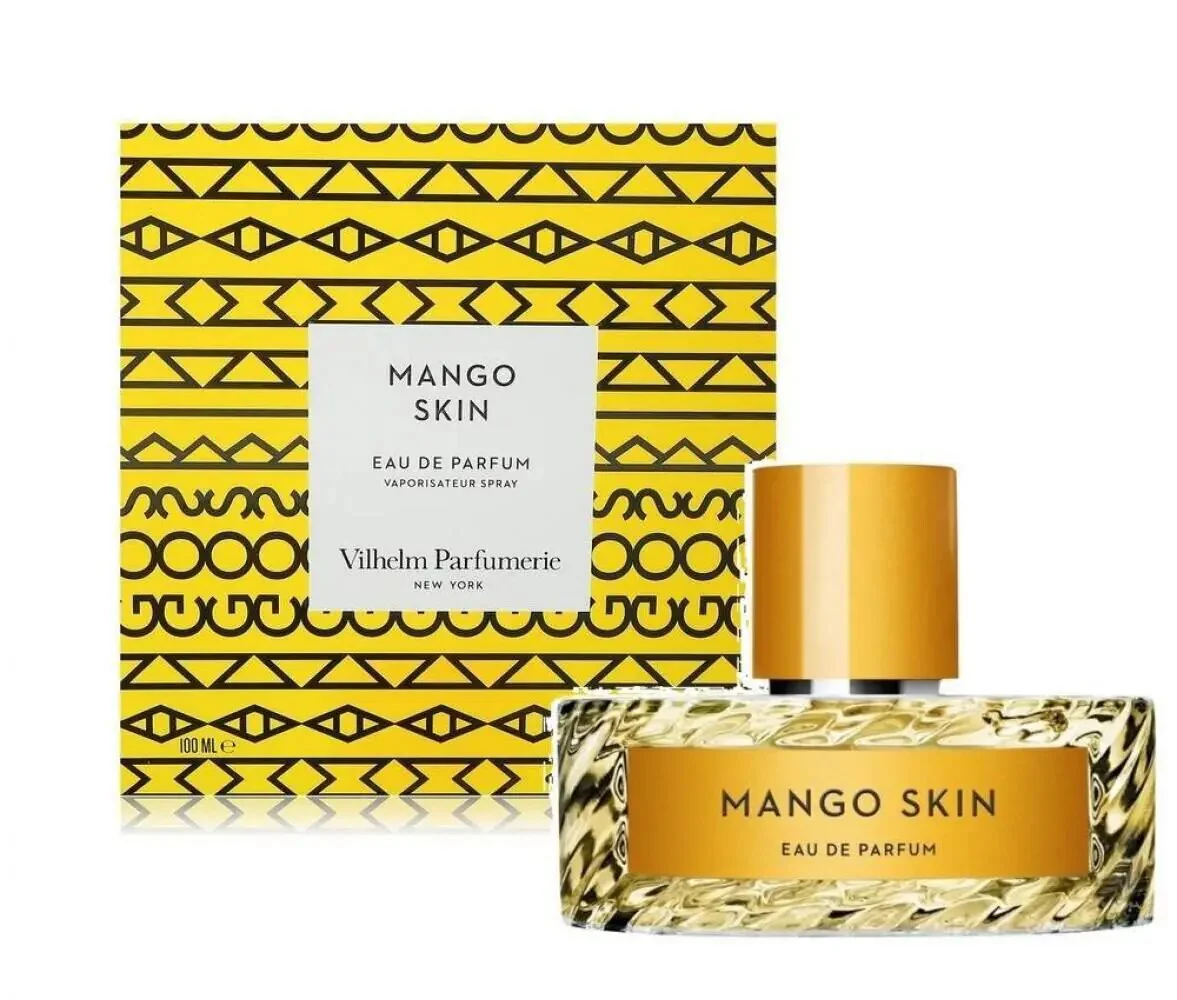 MANGO
SKIN
EAU DE PARFUM
VAPORISATEUR SPRAY
Vilhelm Parfumerie
NEW YORK
100 ML ℮
MANGO SKIN
EAU DE PARFUM